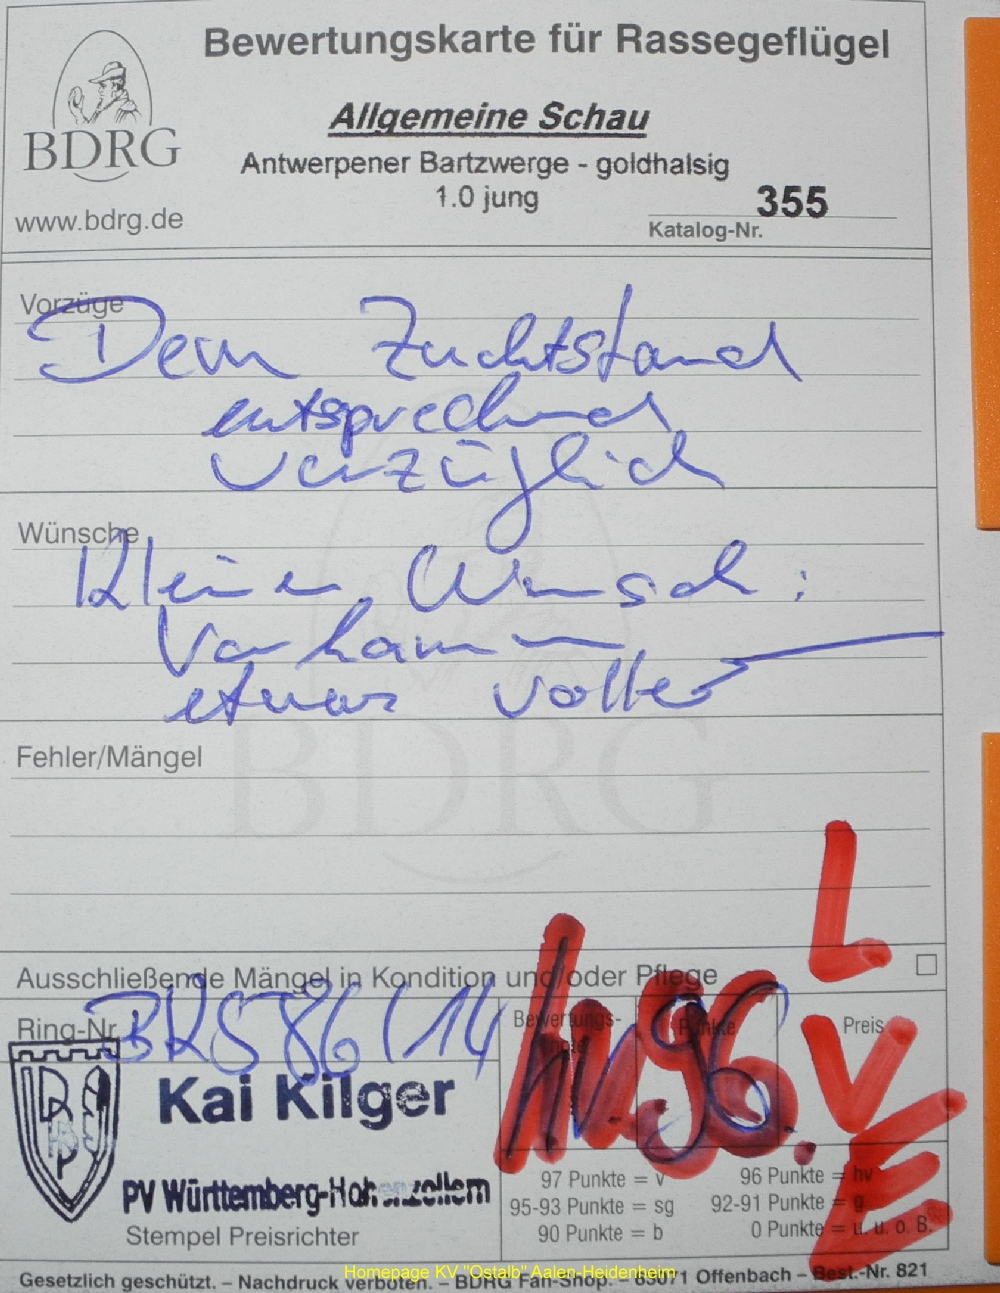 Bewertungskarte für Rassegeflügel
BDRG
www.bdrg.de
Allgemeine Schau
Antwerpener Bartzwerge - goldhalsig
1.0 jung
355
Katalog-Nr.
Vorzüge
Dem Zuchtstand
entsprechend
vorzüglich
Wünsche
Kleiner Wunsch:
Vorkamm
etwas voller
Fehler/Mängel
BDRG
Ausschließende Mängel in Kondition und/oder Pflege
Ring-Nr.
BKS 86 (14
Bewertungs-
Punkte
Preis
hv 96.
LVE
Kai Kilger
PV Württemberg-Hohenzollern
Stempel Preisrichter
97 Punkte = v
96 Punkte = hv
95-93 Punkte = sg
92-91 Punkte = g
90 Punkte = b
0 Punkte = u. u. o. B.
Gesetzlich geschützt. – Nachdruck verboten. – BDRG Fan-Shop. – 63071 Offenbach – Best.-Nr. 821
Homepage KV "Ostalb" Aalen-Heidenheim